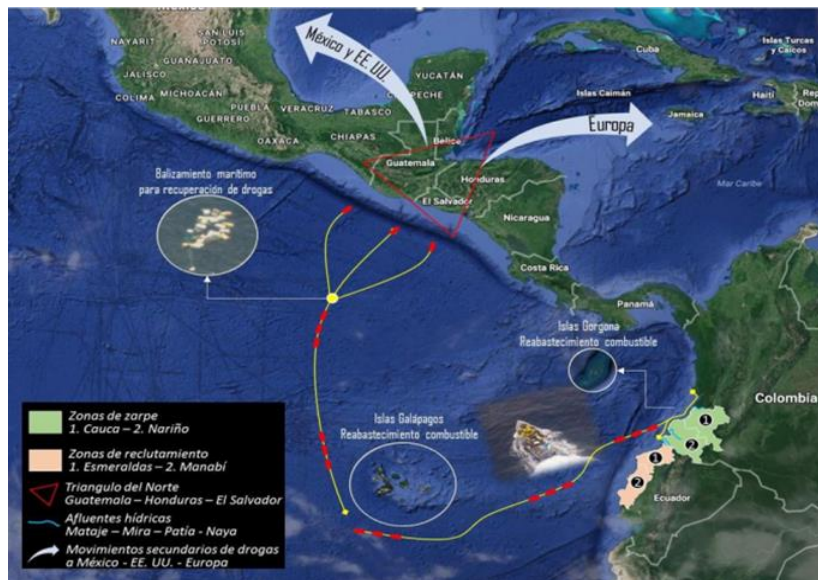 México
NAYARIT
SAN LUIS
POTOSÍ
GUANAJUATO
JALISCO
COLIMA
MICHOACÁN
PUEBLA
VERACRUZ
GUERRERO
TABASCO
OAXACA
CHIAPAS
YUCATÁN
CAMPECHE
México y EE. UU.
Cuba
Islas Turcas
y Caicos
Islas Caimán
Haití
Jamaica
Europa
Belice
Guatemala
Honduras
El Salvador
Nicaragua
Mar Caribe
Costa Rica
Panamá
Balizamiento marítimo
para recuperación de drogas
Islas Gorgona
Reabastecimiento combustible
Islas Galápagos
Reabastecimiento combustible
Colombia
Ecuador
1
2
1
2
Zonas de zarpe
1. Cauca – 2. Nariño
Zonas de reclutamiento
1. Esmeraldas – 2. Manabí
Triangulo del Norte
Guatemala – Honduras – El Salvador
Afluentes hídricas
Mataje – Mira – Patía - Naya
Movimientos secundarios de drogas
a México - EE. UU. - Europa